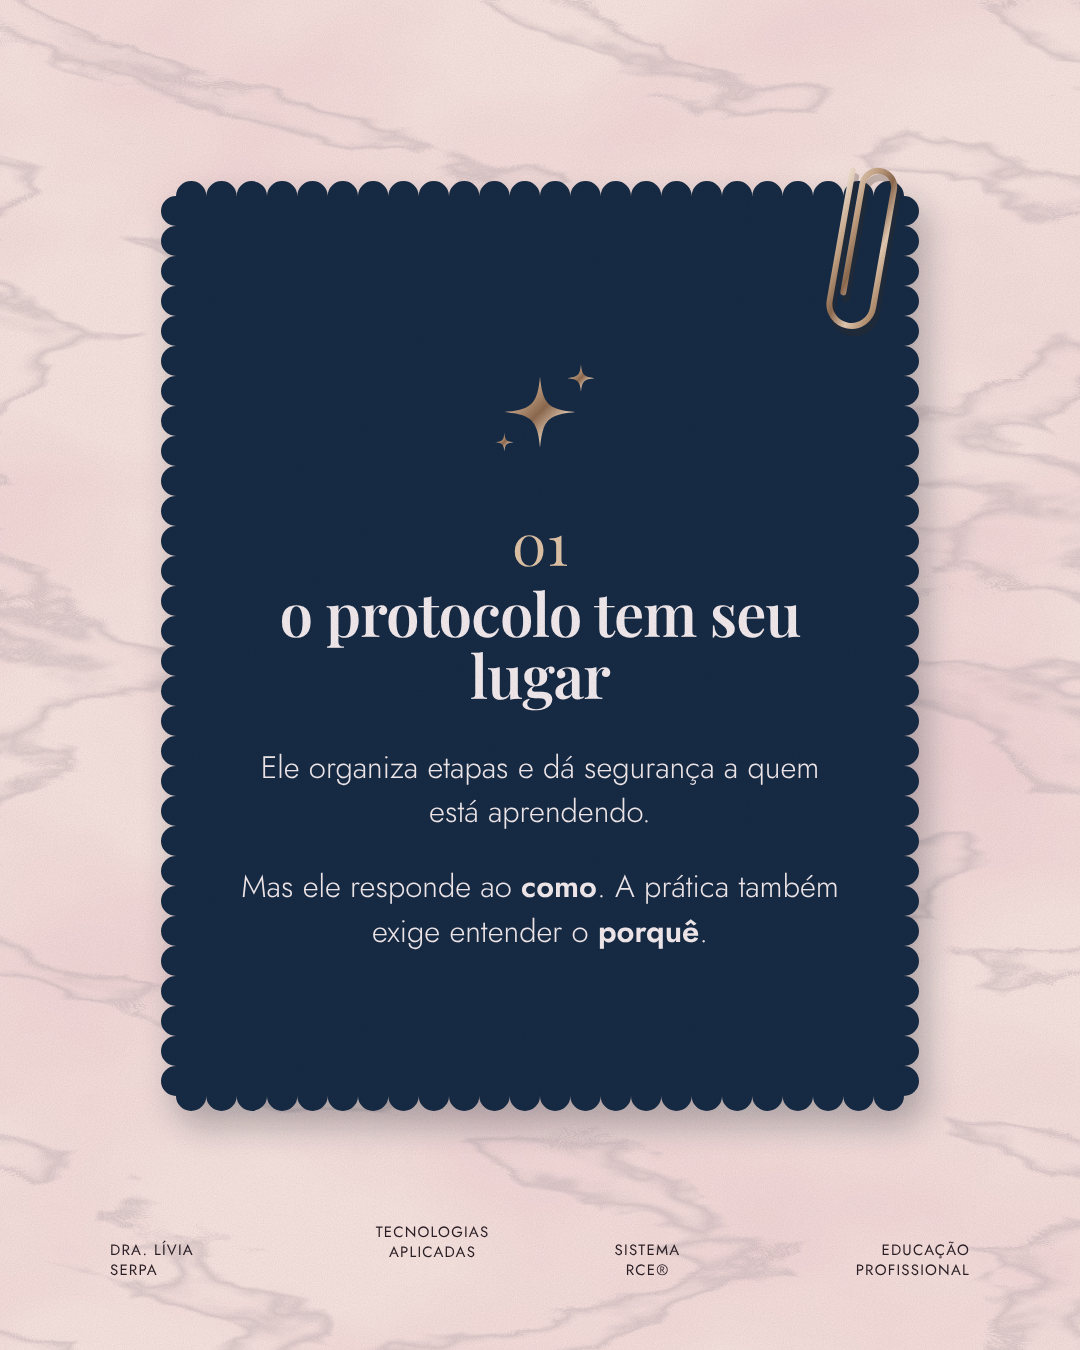 01
o protocolo tem seu
lugar
Ele organiza etapas e dá segurança a quem
está aprendendo.
Mas ele responde ao como. A prática também
exige entender o porquê.
DRA. LÍVIA
SERPA
TECNOLOGIAS
APLICADAS
SISTEMA
RCE®
EDUCAÇÃO
PROFISSIONAL